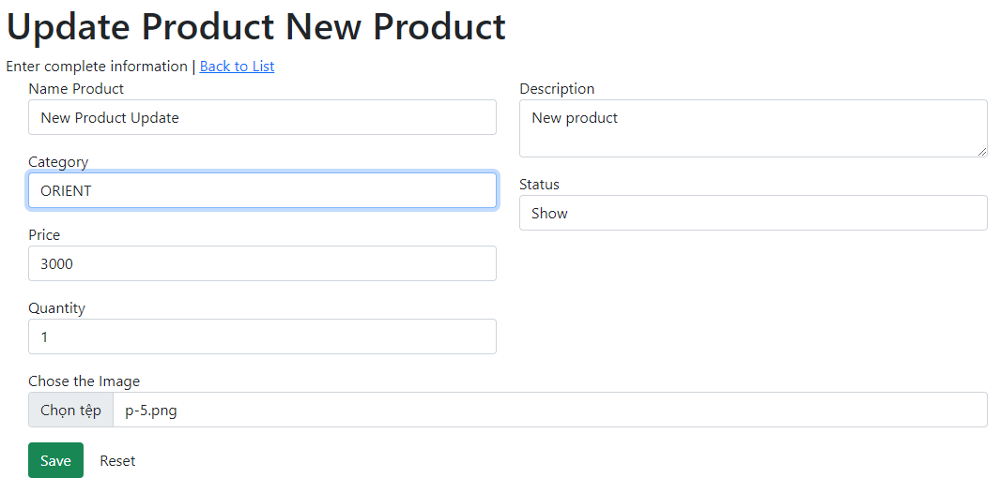 Update Product New Product
Enter complete information | Back to List
Name Product
New Product Update
Category
ORIENT
Price
3000
Quantity
1
Description
New product
Status
Show
Chose the Image
Chọn tệp p-5.png
Save Reset